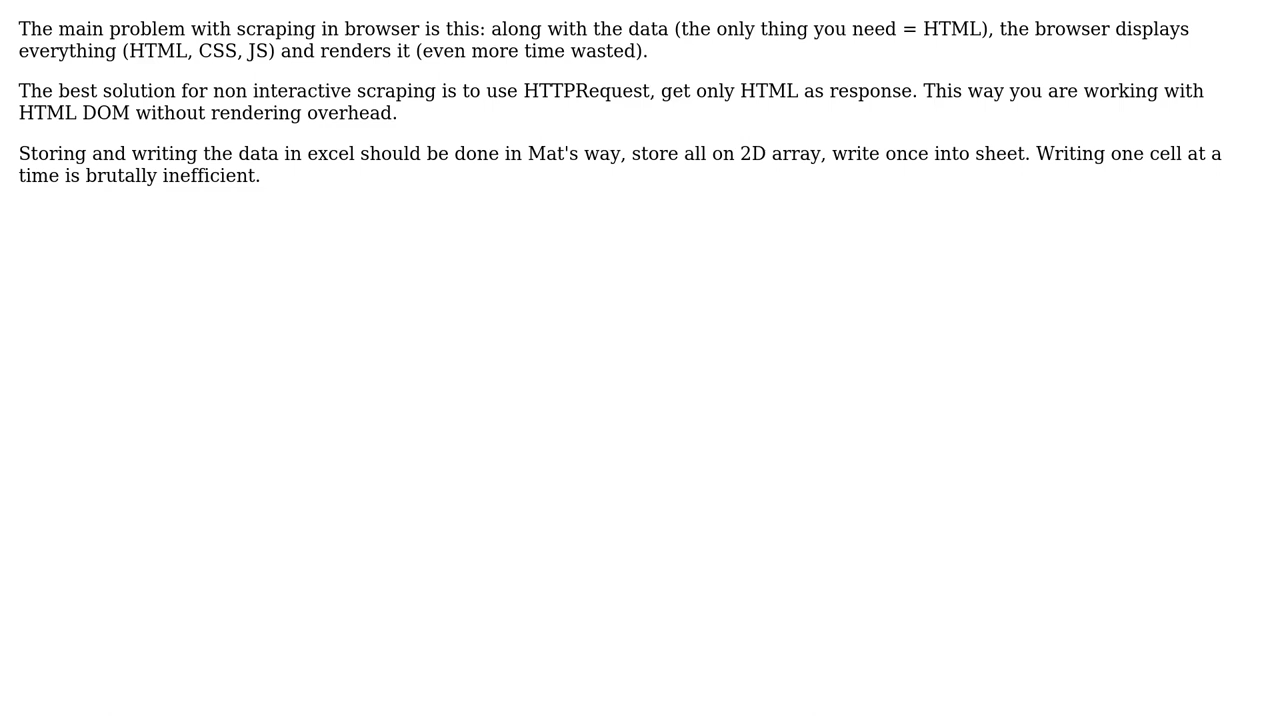 The main problem with scraping in browser is this: along with the data (the only thing you need = HTML), the browser displays
everything (HTML, CSS, JS) and renders it (even more time wasted).
The best solution for non interactive scraping is to use HTTPRequest, get only HTML as response. This way you are working with
HTML DOM without rendering overhead.
Storing and writing the data in excel should be done in Mat's way, store all on 2D array, write once into sheet. Writing one cell at a
time is brutally inefficient.